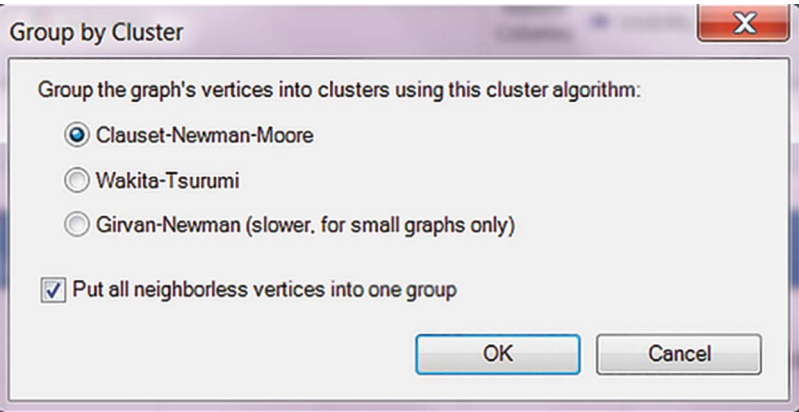 Group by Cluster
Group the graph's vertices into clusters using this cluster algorithm:
Clauset-Newman-Moore
Wakita-Tsurumi
Girvan-Newman (slower, for small graphs only)
Put all neighborless vertices into one group
OK Cancel